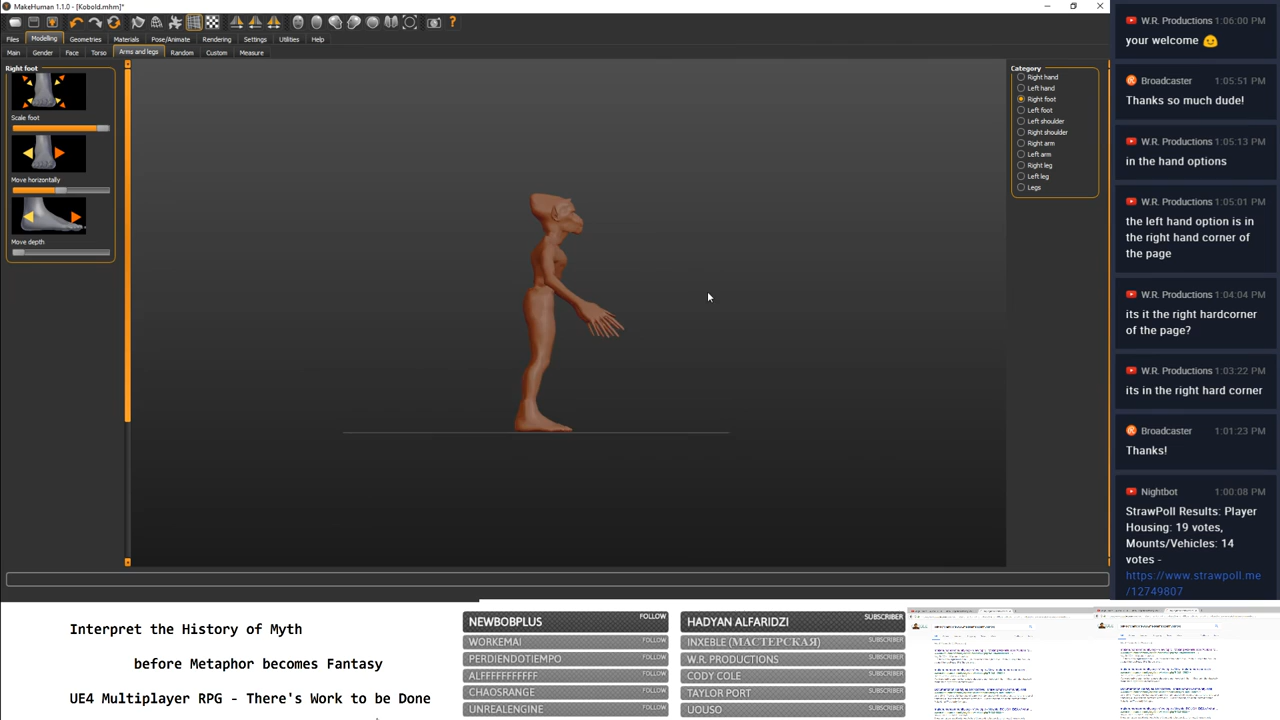 MakeHuman 1.1.0 - [Kobold.mhm]*
Files
Modelling
Geometries
Materials
Pose/Animate
Rendering
Settings
Utilities
Help
Main
Gender
Face
Torso
Arms and legs
Random
Custom
Measure
Right foot
Scale foot
Move horizontally
Move depth
Category
Right hand
Left hand
Right foot
Left foot
Left shoulder
Right shoulder
Right arm
Left arm
Right leg
Left leg
Legs
W.R. Productions 1:06:00 PM
your welcome
Broadcaster 1:05:51 PM
Thanks so much dude!
W.R. Productions 1:05:13 PM
in the hand options
W.R. Productions 1:05:01 PM
the left hand option is in
the right hand corner of
the page
W.R. Productions 1:04:04 PM
its it the right hardcorner
of the page?
W.R. Productions 1:03:22 PM
its in the right hard corner
Broadcaster 1:01:23 PM
Thanks!
Nightbot 1:00:08 PM
StrawPoll Results: Player
Housing: 19 votes,
Mounts/Vehicles: 14
votes -
https://www.strawpoll.me
/12749807
Interpret the History of Myth
before Metaphor becomes Fantasy
UE4 Multiplayer RPG - There's Work to be Done
NEWBOBPLUS FOLLOW
WORKEMAI FOLLOW
PERDIENDOTIEMPO FOLLOW
ALFFFFFFFFFF FOLLOW
CHAOSRANGE FOLLOW
UNREALENGINE FOLLOW
HADYAN ALFARIDZI SUBSCRIBER
INXEBLE (МАСТЕРСКАЯ) SUBSCRIBER
W.R. PRODUCTIONS SUBSCRIBER
CODY COLE SUBSCRIBER
TAYLOR PORT SUBSCRIBER
UOUSO SUBSCRIBER